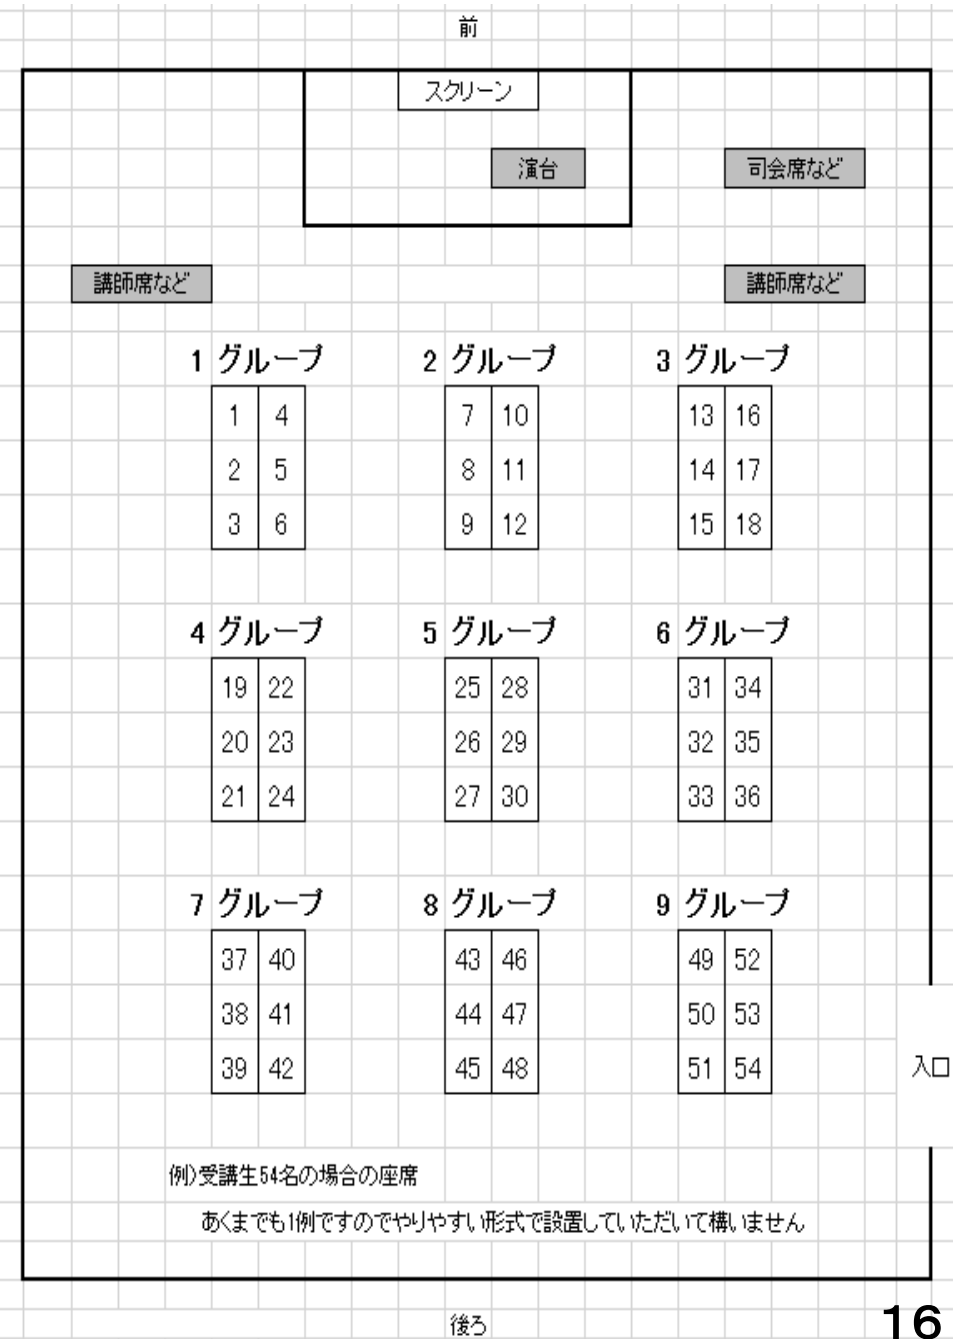 前
スクリーン
演台 司会席など
講師席など 講師席など
1 グループ 2 グループ 3 グループ
1 4 7 10 13 16
2 5 8 11 14 17
3 6 9 12 15 18
4 グループ 5 グループ 6 グループ
19 22 25 28 31 34
20 23 26 29 32 35
21 24 27 30 33 36
7 グループ 8 グループ 9 グループ
37 40 43 46 49 52
38 41 44 47 50 53
39 42 45 48 51 54
入口
例)受講生54名の場合の座席
あくまでも1例ですのでやりやすい形式で設置していただいて構いません
後ろ
16